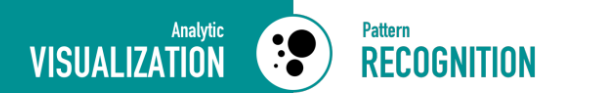 Analytic
VISUALIZATION
Pattern
RECOGNITION